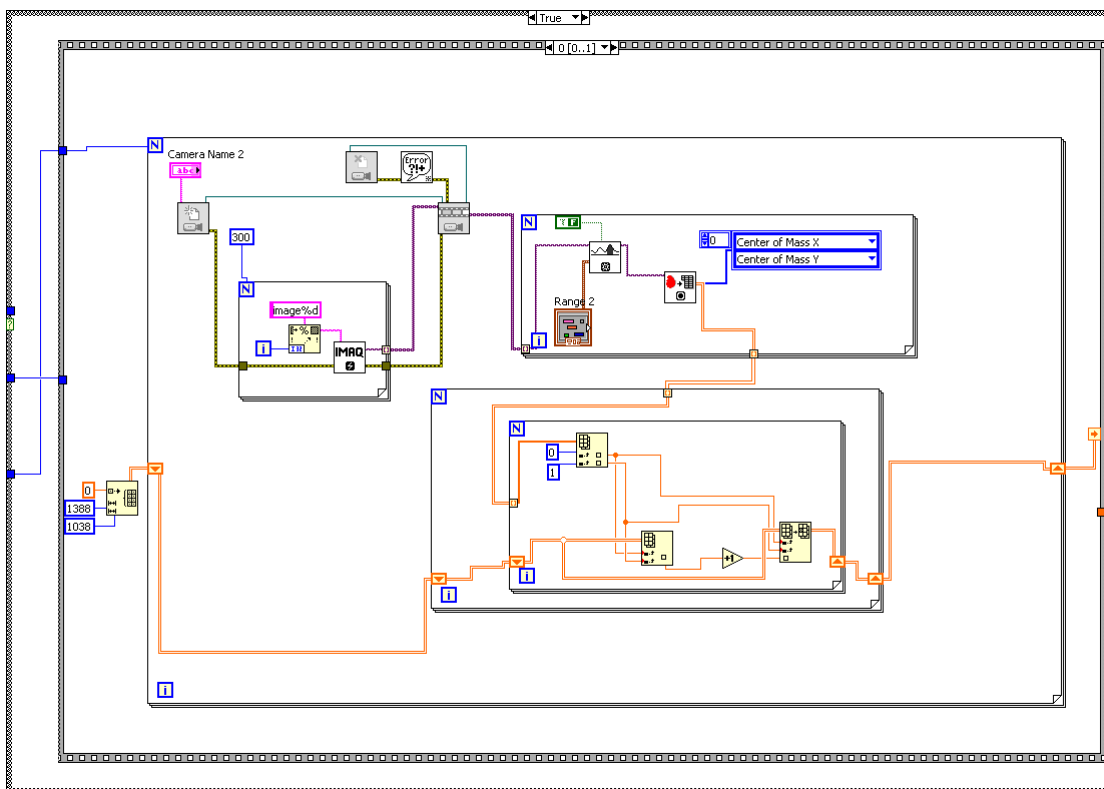 True
0 [0..1]
N
Camera Name 2
abc
Error
?!+
300
N
image%d
%
i
IMAQ
N
? F
0
Center of Mass X
Center of Mass Y
Range 2
i
N
N
0
1
0
1388
1038
+1
i
i
i